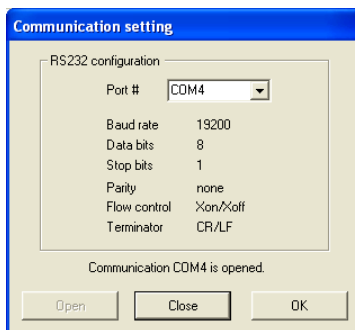 Communication setting
RS232 configuration
Port # COM4
Baud rate 19200
Data bits 8
Stop bits 1
Parity none
Flow control Xon/Xoff
Terminator CR/LF
Communication COM4 is opened.
Open Close OK